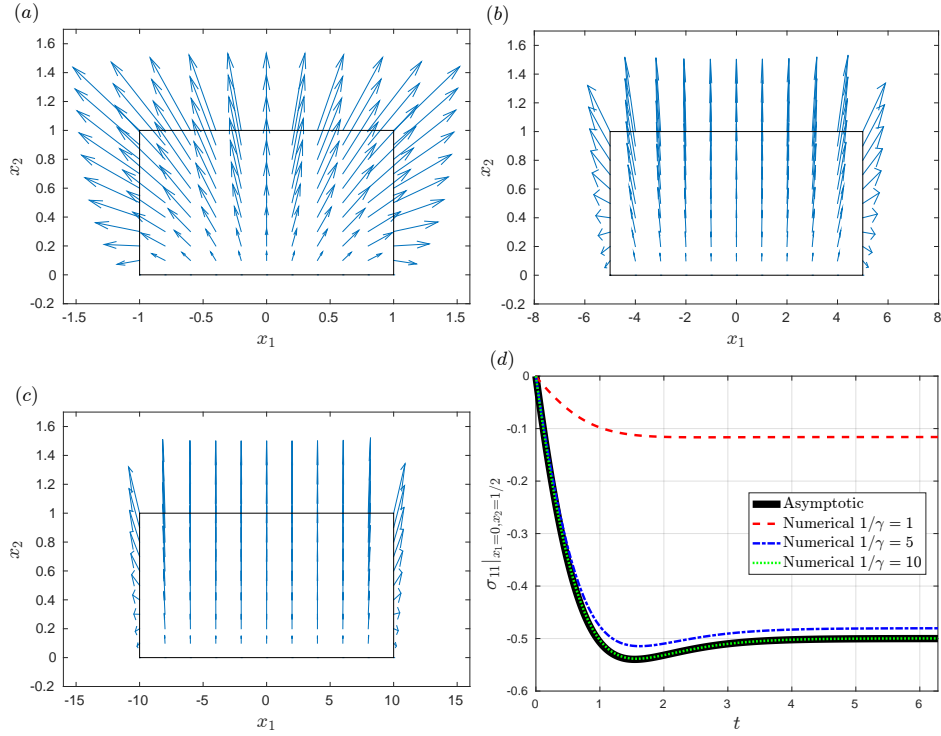 (a)
1.6
1.4
1.2
1
0.8
0.6
0.4
0.2
0
-0.2
x2
-1.5 -1 -0.5 0 0.5 1 1.5
x1
(b)
1.6
1.4
1.2
1
0.8
0.6
0.4
0.2
0
-0.2
x2
-8 -6 -4 -2 0 2 4 6 8
x1
(c)
1.6
1.4
1.2
1
0.8
0.6
0.4
0.2
0
-0.2
x2
-15 -10 -5 0 5 10 15
x1
(d)
0
-0.1
-0.2
-0.3
-0.4
-0.5
-0.6
σ11|x1=0,x2=1/2
Asymptotic
Numerical 1/γ = 1
Numerical 1/γ = 5
Numerical 1/γ = 10
0 1 2 3 4 5 6
t